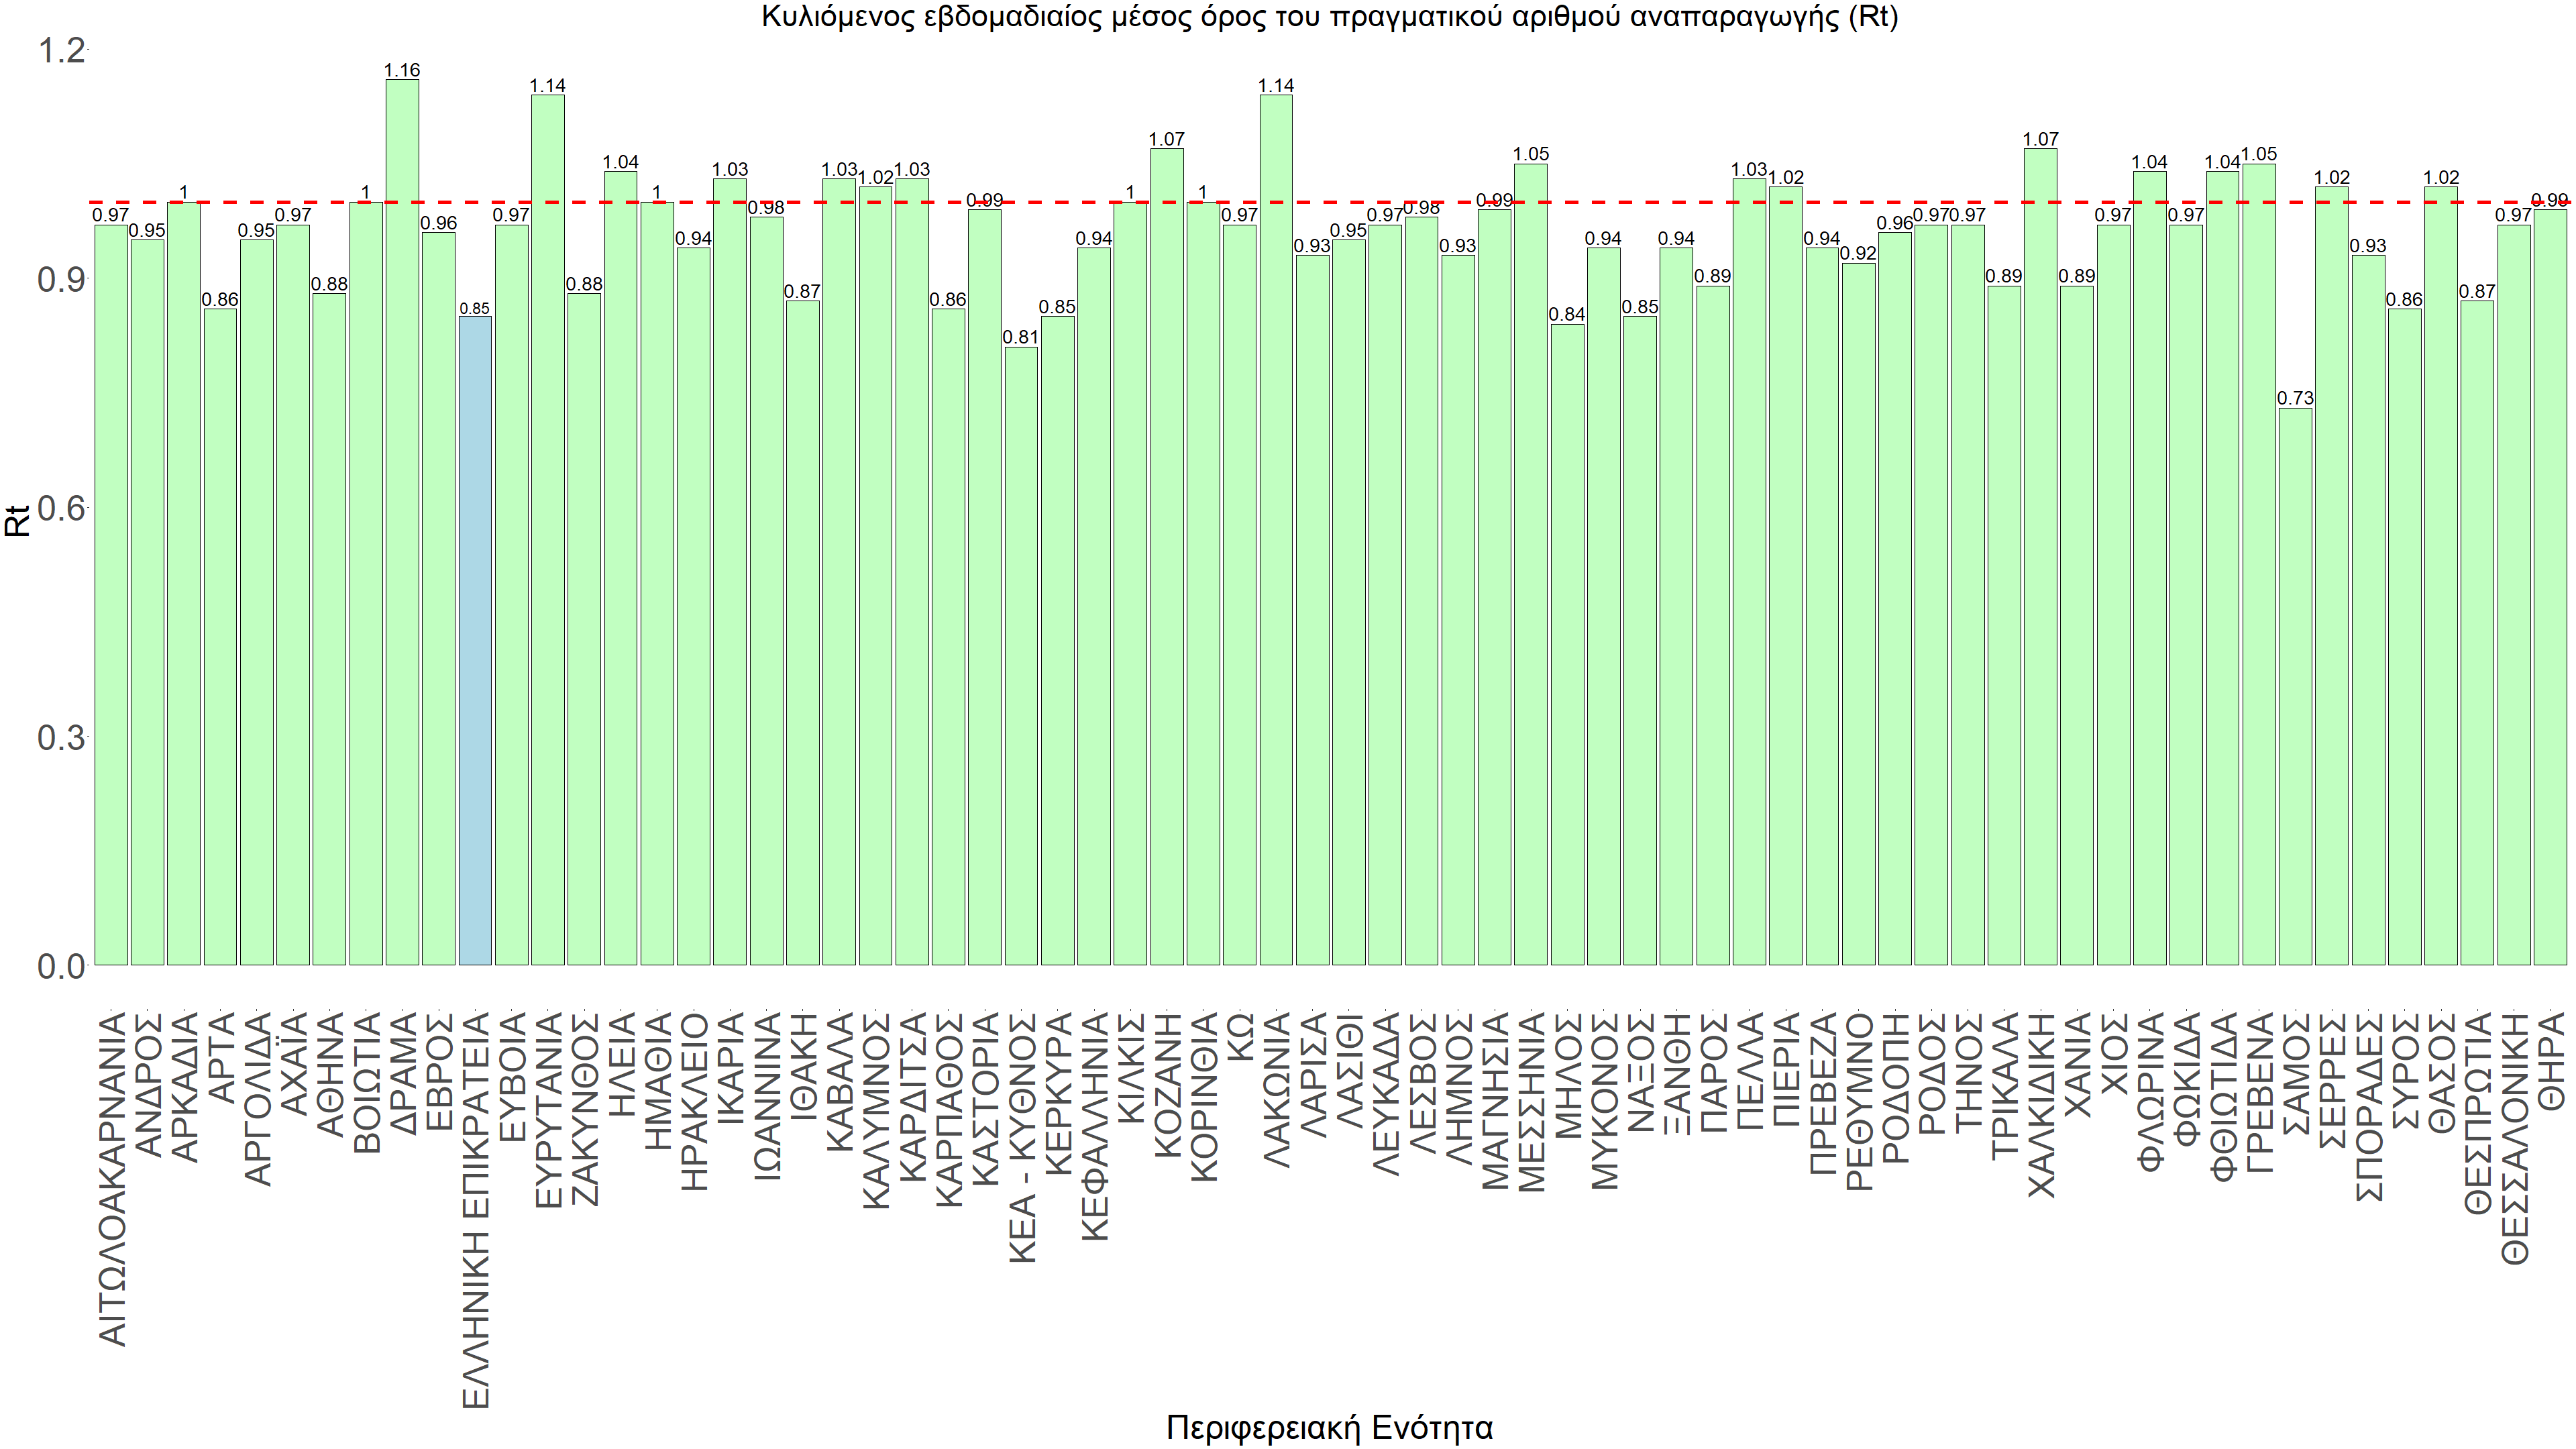 Κυλιόμενος εβδομαδιαίος μέσος όρος του πραγματικού αριθμού αναπαραγωγής (Rt)
1.2
0.9
0.6
0.3
0.0
Rt
0.97 0.95 1 0.86 0.95 0.97 0.88 1 1.16 0.96 0.85 0.97 1.14 0.88 1.04 1 0.94 1.03 0.98 0.87 1.03 1.02 1.03 0.86 0.99 0.81 0.85 0.94 1 1.07 1 0.97 1.14 0.93 0.95 0.97 0.98 0.93 0.99 1.05 0.84 0.94 0.85 0.94 0.89 1.03 1.02 0.94 0.92 0.96 0.97 0.97 0.89 1.07 0.89 0.97 1.04 0.97 1.04 1.05 0.73 1.02 0.93 0.86 1.02 0.87 0.97 0.99
ΑΙΤΩΛΟΑΚΑΡΝΑΝΙΑ
ΑΝΔΡΟΣ
ΑΡΚΑΔΙΑ
ΑΡΤΑ
ΑΡΓΟΛΙΔΑ
ΑΧΑΪΑ
ΑΘΗΝΑ
ΒΟΙΩΤΙΑ
ΔΡΑΜΑ
ΕΒΡΟΣ
ΕΛΛΗΝΙΚΗ ΕΠΙΚΡΑΤΕΙΑ
ΕΥΒΟΙΑ
ΕΥΡΥΤΑΝΙΑ
ΖΑΚΥΝΘΟΣ
ΗΛΕΙΑ
ΗΜΑΘΙΑ
ΗΡΑΚΛΕΙΟ
ΙΚΑΡΙΑ
ΙΩΑΝΝΙΝΑ
ΙΘΑΚΗ
ΚΑΒΑΛΛΑ
ΚΑΛΥΜΝΟΣ
ΚΑΡΔΙΤΣΑ
ΚΑΡΠΑΘΟΣ
ΚΑΣΤΟΡΙΑ
ΚΕΑ - ΚΥΘΝΟΣ
ΚΕΡΚΥΡΑ
ΚΕΦΑΛΛΗΝΙΑ
ΚΙΛΚΙΣ
ΚΟΖΑΝΗ
ΚΟΡΙΝΘΙΑ
ΚΩ
ΛΑΚΩΝΙΑ
ΛΑΡΙΣΑ
ΛΑΣΙΘΙ
ΛΕΥΚΑΔΑ
ΛΕΣΒΟΣ
ΛΗΜΝΟΣ
ΜΑΓΝΗΣΙΑ
ΜΕΣΣΗΝΙΑ
ΜΗΛΟΣ
ΜΥΚΟΝΟΣ
ΝΑΞΟΣ
ΞΑΝΘΗ
ΠΑΡΟΣ
ΠΕΛΛΑ
ΠΙΕΡΙΑ
ΠΡΕΒΕΖΑ
ΡΕΘΥΜΝΟ
ΡΟΔΟΠΗ
ΡΟΔΟΣ
ΤΗΝΟΣ
ΤΡΙΚΑΛΑ
ΧΑΛΚΙΔΙΚΗ
ΧΑΝΙΑ
ΧΙΟΣ
ΦΛΩΡΙΝΑ
ΦΩΚΙΔΑ
ΦΘΙΩΤΙΔΑ
ΓΡΕΒΕΝΑ
ΣΑΜΟΣ
ΣΕΡΡΕΣ
ΣΠΟΡΑΔΕΣ
ΣΥΡΟΣ
ΘΑΣΟΣ
ΘΕΣΠΡΩΤΙΑ
ΘΕΣΣΑΛΟΝΙΚΗ
ΘΗΡΑ
Περιφερειακή Ενότητα